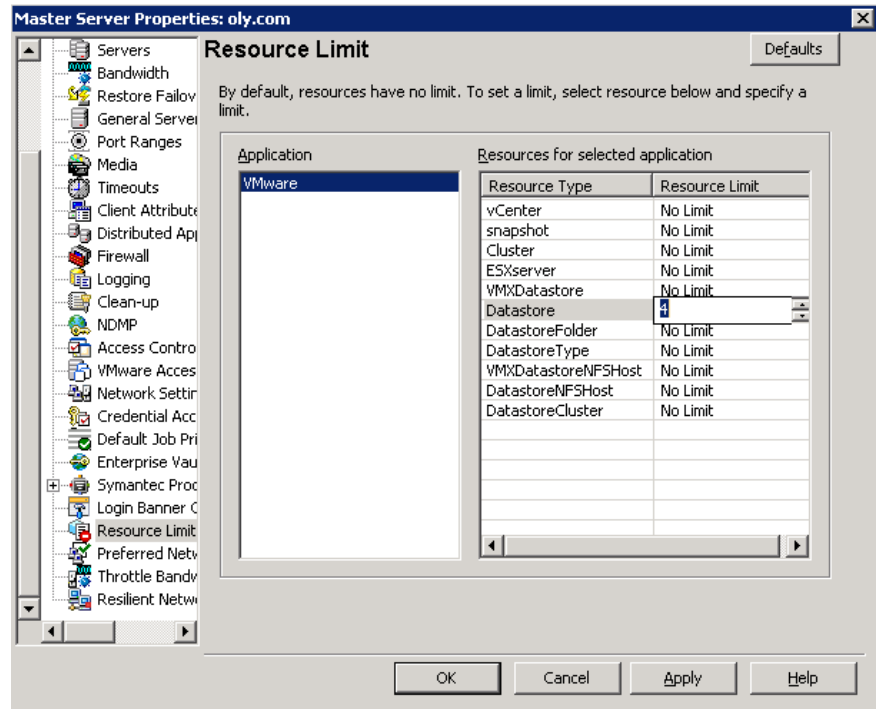 Master Server Properties: oly.com
Servers
Bandwidth
Restore Failov
General Server
Port Ranges
Media
Timeouts
Client Attribute
Distributed App
Firewall
Logging
Clean-up
NDMP
Access Contro
VMware Acces
Network Settin
Credential Acc
Default Job Pri
Enterprise Vau
Symantec Proc
Login Banner C
Resource Limit
Preferred Netw
Throttle Bandw
Resilient Netwo
Resource Limit
Defaults
By default, resources have no limit. To set a limit, select resource below and specify a
limit.
Application
VMware
Resources for selected application
Resource Type Resource Limit
vCenter No Limit
snapshot No Limit
Cluster No Limit
ESXserver No Limit
VMXDatastore No Limit
Datastore 4
DatastoreFolder No Limit
DatastoreType No Limit
VMXDatastoreNFSHost No Limit
DatastoreNFSHost No Limit
DatastoreCluster No Limit
OK Cancel Apply Help